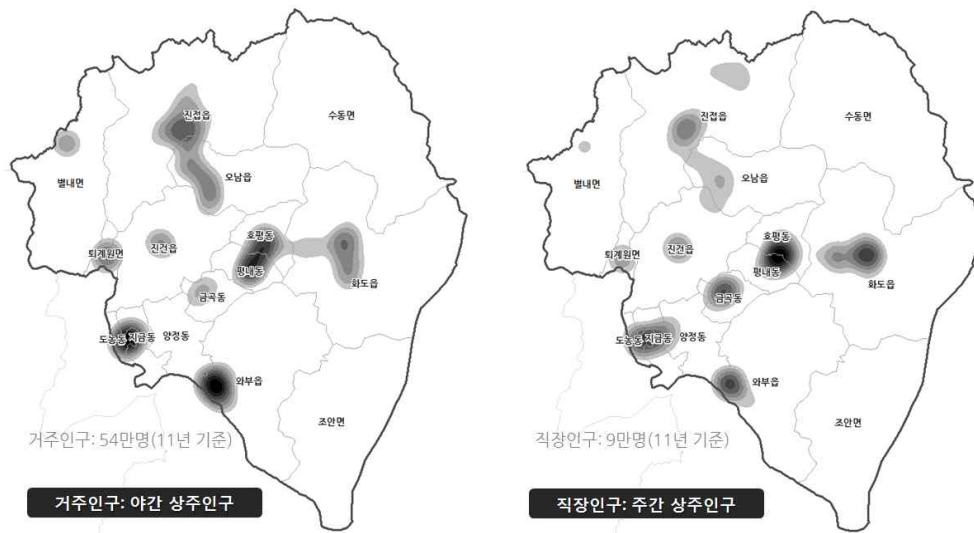 진접읍
수동면
별내면
오남읍
퇴계원면
진건읍
호평동
평내동
화도읍
금곡동
도농동
지금동
양정동
와부읍
조안면
거주인구: 54만명(11년 기준)
거주인구: 야간 상주인구
진접읍
수동면
별내면
오남읍
퇴계원면
진건읍
호평동
평내동
화도읍
금곡동
도농동
지금동
양정동
와부읍
조안면
직장인구: 9만명(11년 기준)
직장인구: 주간 상주인구